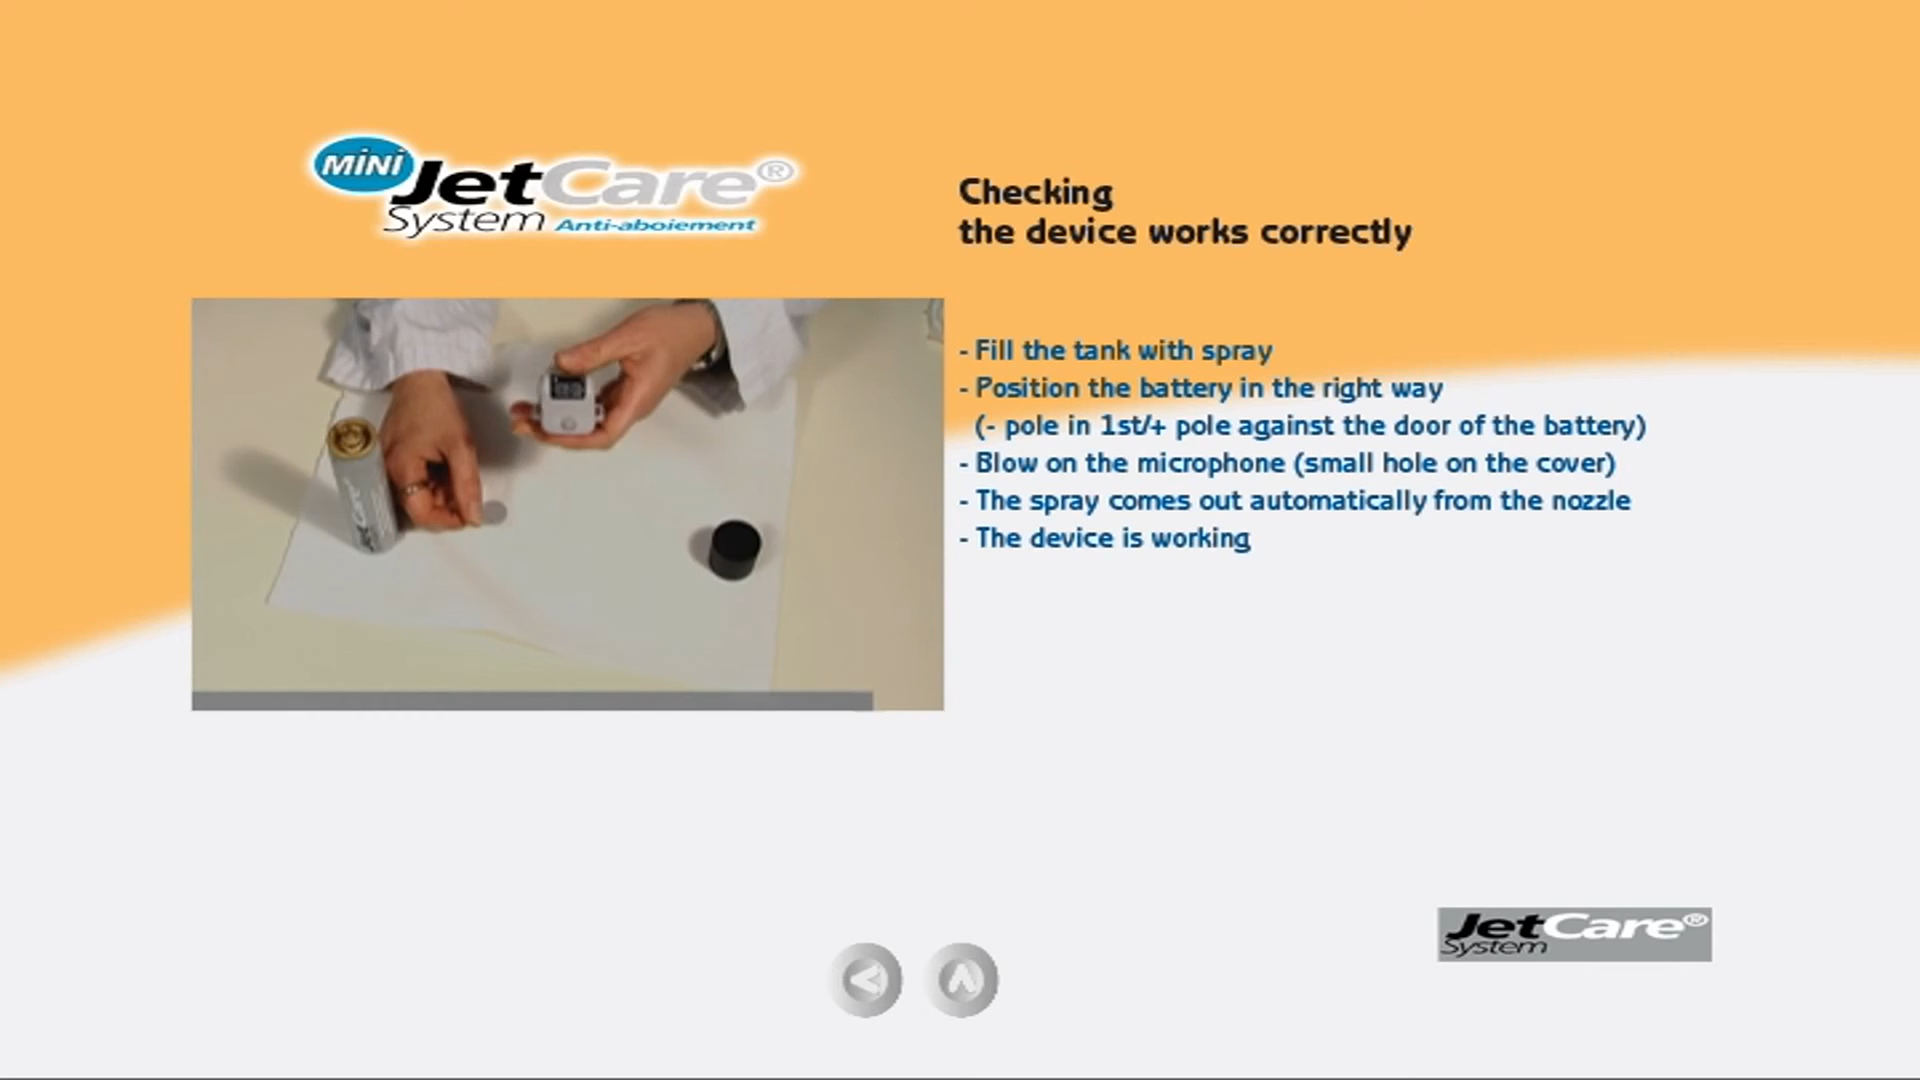 MiNi JetCare®
System Anti-aboiement
Checking
the device works correctly
- Fill the tank with spray
- Position the battery in the right way
(- pole in 1st/+ pole against the door of the battery)
- Blow on the microphone (small hole on the cover)
- The spray comes out automatically from the nozzle
- The device is working
JetCare
JetCare®
System